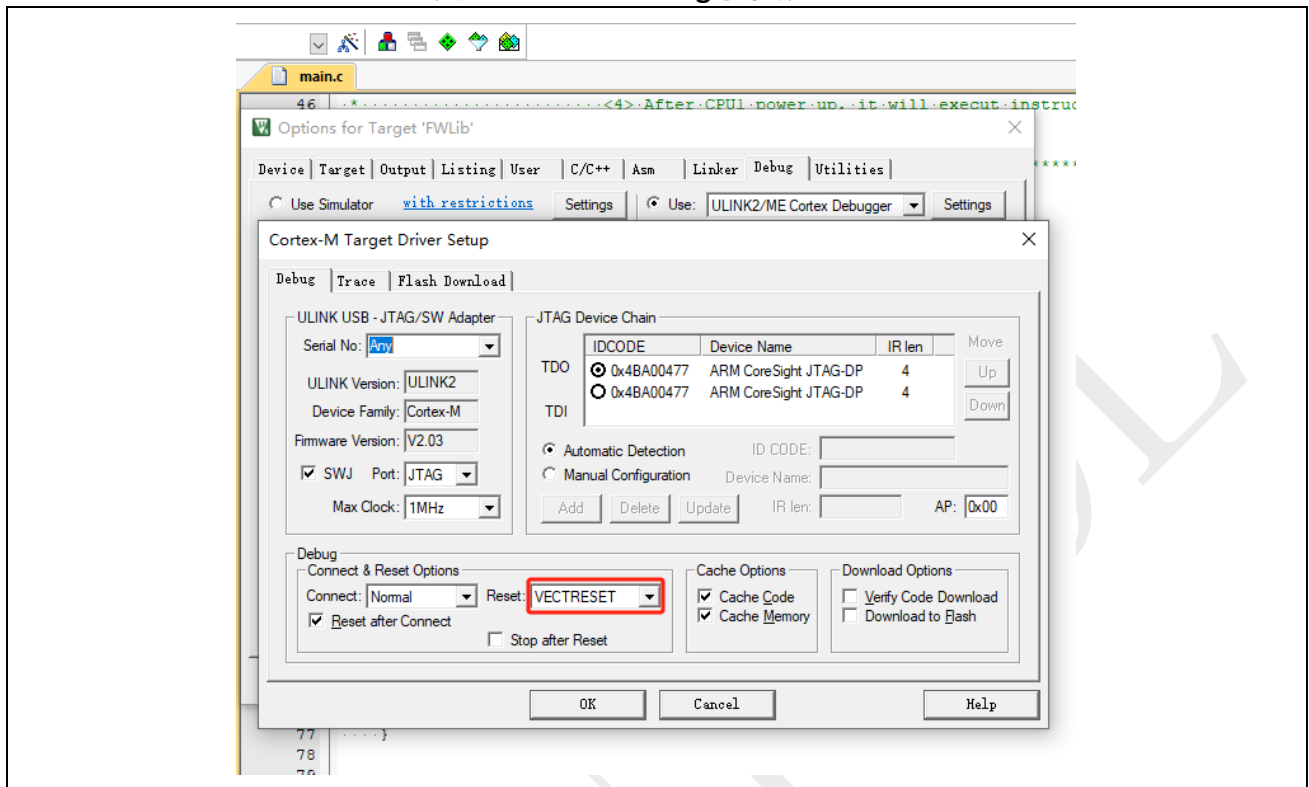 main.c
46 ·*························<4>·After·CPU1·power·up,·it·will·execut·instruc
Options for Target 'FWLib'
Device Target Output Listing User C/C++ Asm Linker Debug Utilities
****
Use Simulator with restrictions Settings Use: ULINK2/ME Cortex Debugger Settings
Cortex-M Target Driver Setup
Debug Trace Flash Download
ULINK USB - JTAG/SW Adapter
Serial No: Any
ULINK Version: ULINK2
Device Family: Cortex-M
Firmware Version: V2.03
SWJ Port: JTAG
Max Clock: 1MHz
JTAG Device Chain
IDCODE Device Name IR len Move
TDO 0x4BA00477 ARM CoreSight JTAG-DP 4 Up
0x4BA00477 ARM CoreSight JTAG-DP 4
TDI Down
Automatic Detection ID CODE:
Manual Configuration Device Name:
Add Delete Update IR len: AP: 0x00
Debug
Connect & Reset Options
Connect: Normal Reset: VECTRESET
Reset after Connect
Stop after Reset
Cache Options
Cache Code
Cache Memory
Download Options
Verify Code Download
Download to Flash
OK Cancel Help
77 ····}
78